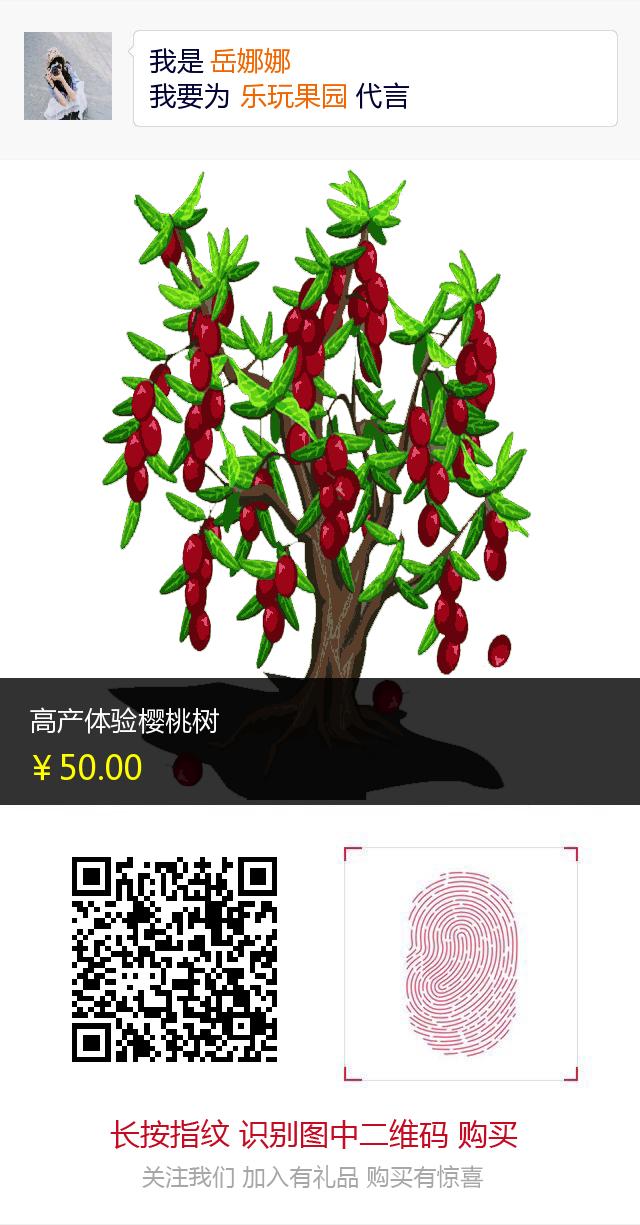 我是 岳娜娜
我要为 乐玩果园 代言
高产体验樱桃树
￥50.00
长按指纹 识别图中二维码 购买
关注我们 加入有礼品 购买有惊喜